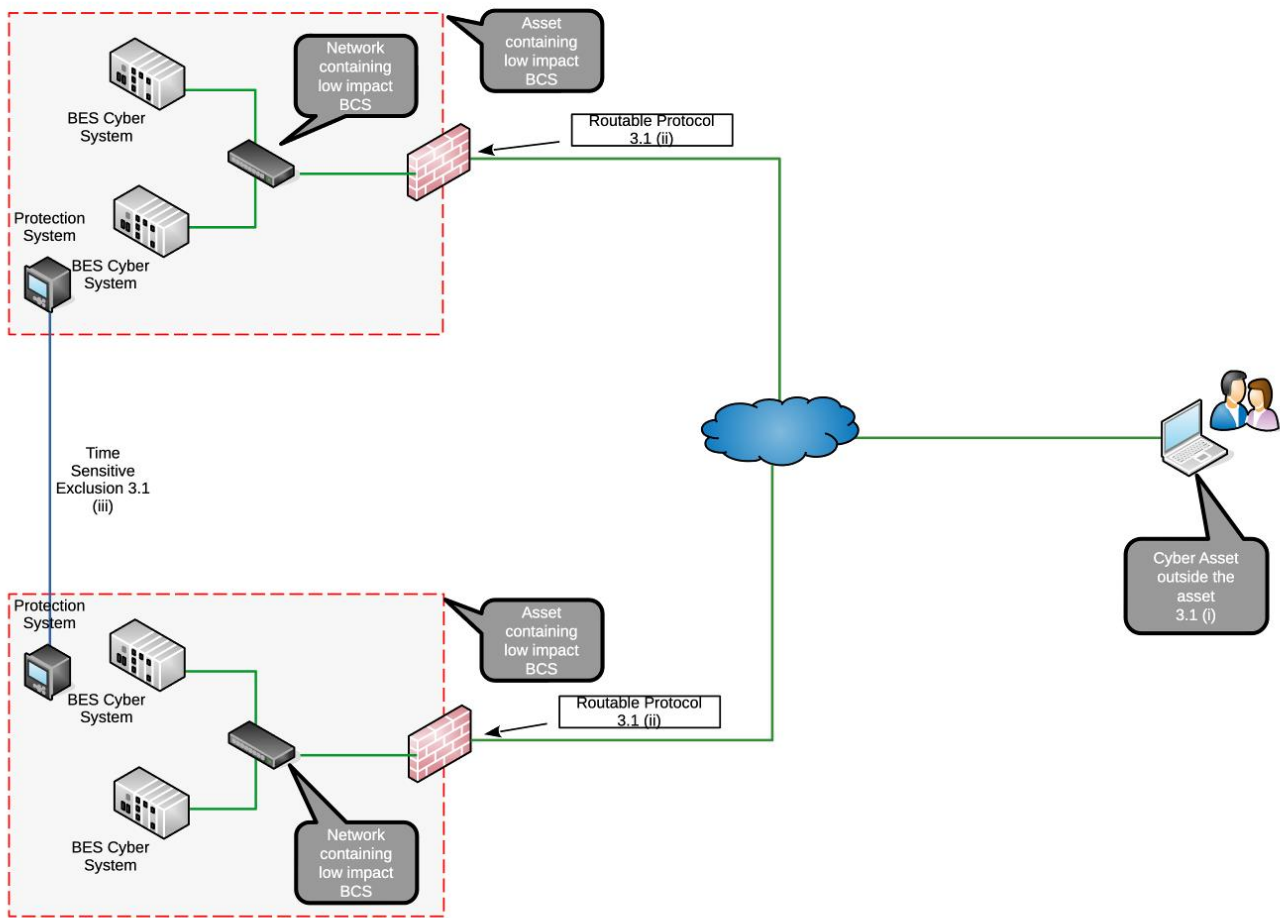 Asset
containing
low impact
BCS
Network
containing
low impact
BCS
BES Cyber
System
Routable Protocol
3.1 (ii)
Protection
System
BES Cyber
System
Time
Sensitive
Exclusion 3.1
(iii)
Cyber Asset
outside the
asset
3.1 (i)
Protection
System
Asset
containing
low impact
BCS
BES Cyber
System
Routable Protocol
3.1 (ii)
Network
containing
low impact
BCS
BES Cyber
System